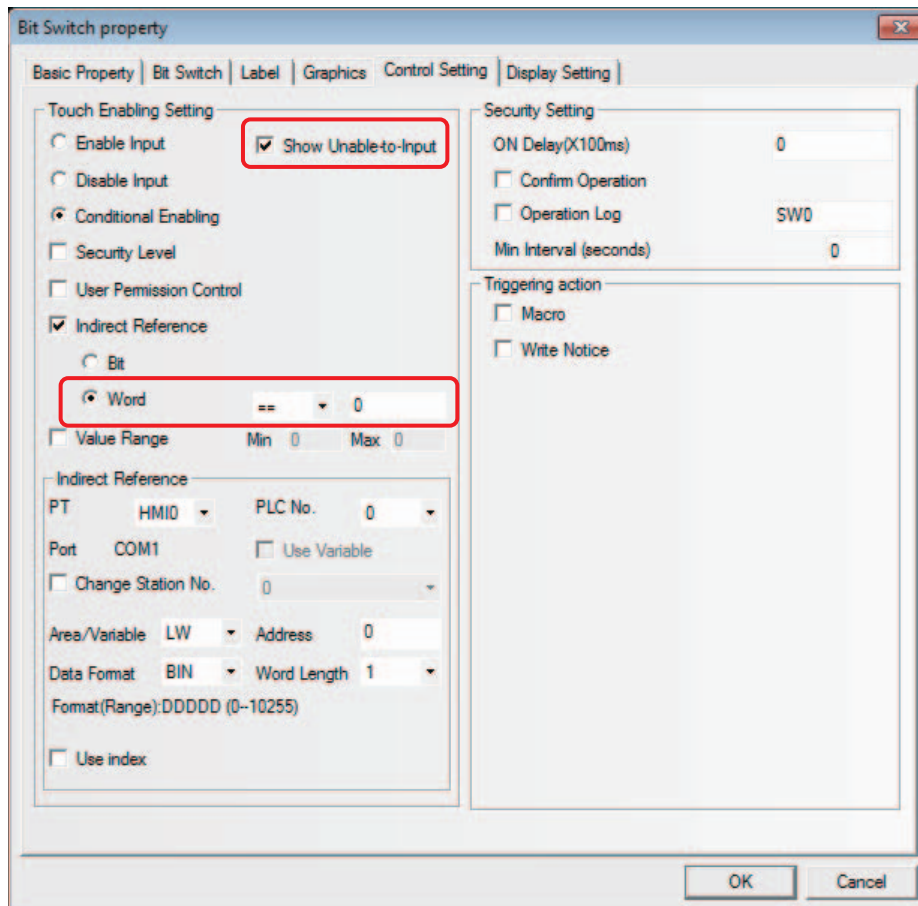 Bit Switch property
Basic Property Bit Switch Label Graphics Control Setting Display Setting
Touch Enabling Setting
Enable Input
Show Unable-to-Input
Disable Input
Conditional Enabling
Security Level
User Permission Control
Indirect Reference
Bit
Word == 0
Value Range Min 0 Max 0
Indirect Reference
PT HMI0 PLC No. 0
Port COM1 Use Variable
Change Station No. 0
Area/Variable LW Address 0
Data Format BIN Word Length 1
Format(Range):DDDDD (0--10255)
Use index
Security Setting
ON Delay(X100ms) 0
Confirm Operation
Operation Log SW0
Min Interval (seconds) 0
Triggering action
Macro
Write Notice
OK Cancel